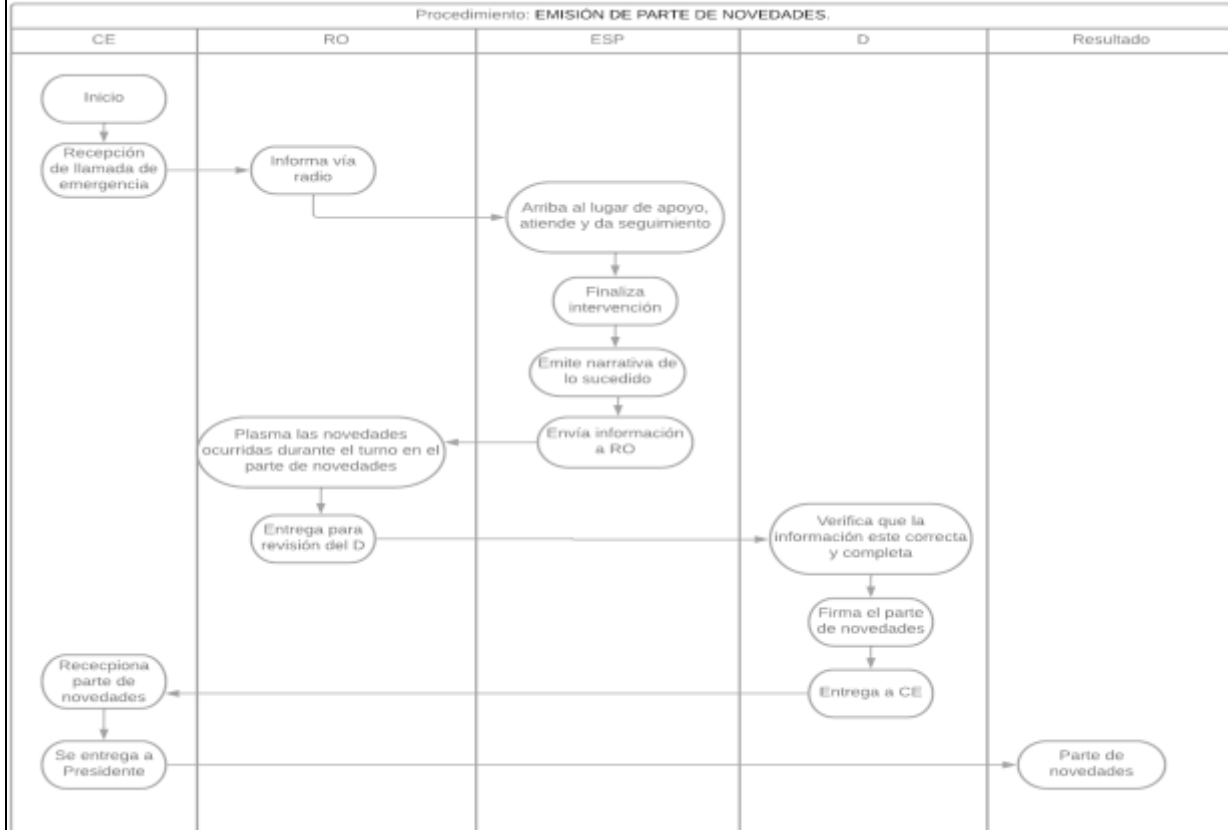 Procedimiento: EMISIÓN DE PARTE DE NOVEDADES.
CE
RO
ESP
D
Resultado
Inicio
Recepción
de llamada de
emergencia
Informa vía
radio
Arriba al lugar de apoyo,
atiende y da seguimiento
Finaliza
intervención
Emite narrativa de
lo sucedido
Envía información
a RO
Plasma las novedades
ocurridas durante el turno en el
parte de novedades
Entrega para
revisión del D
Verifica que la
información este correcta
y completa
Firma el parte
de novedades
Entrega a CE
Rececpiona
parte de
novedades
Se entrega a
Presidente
Parte de
novedades